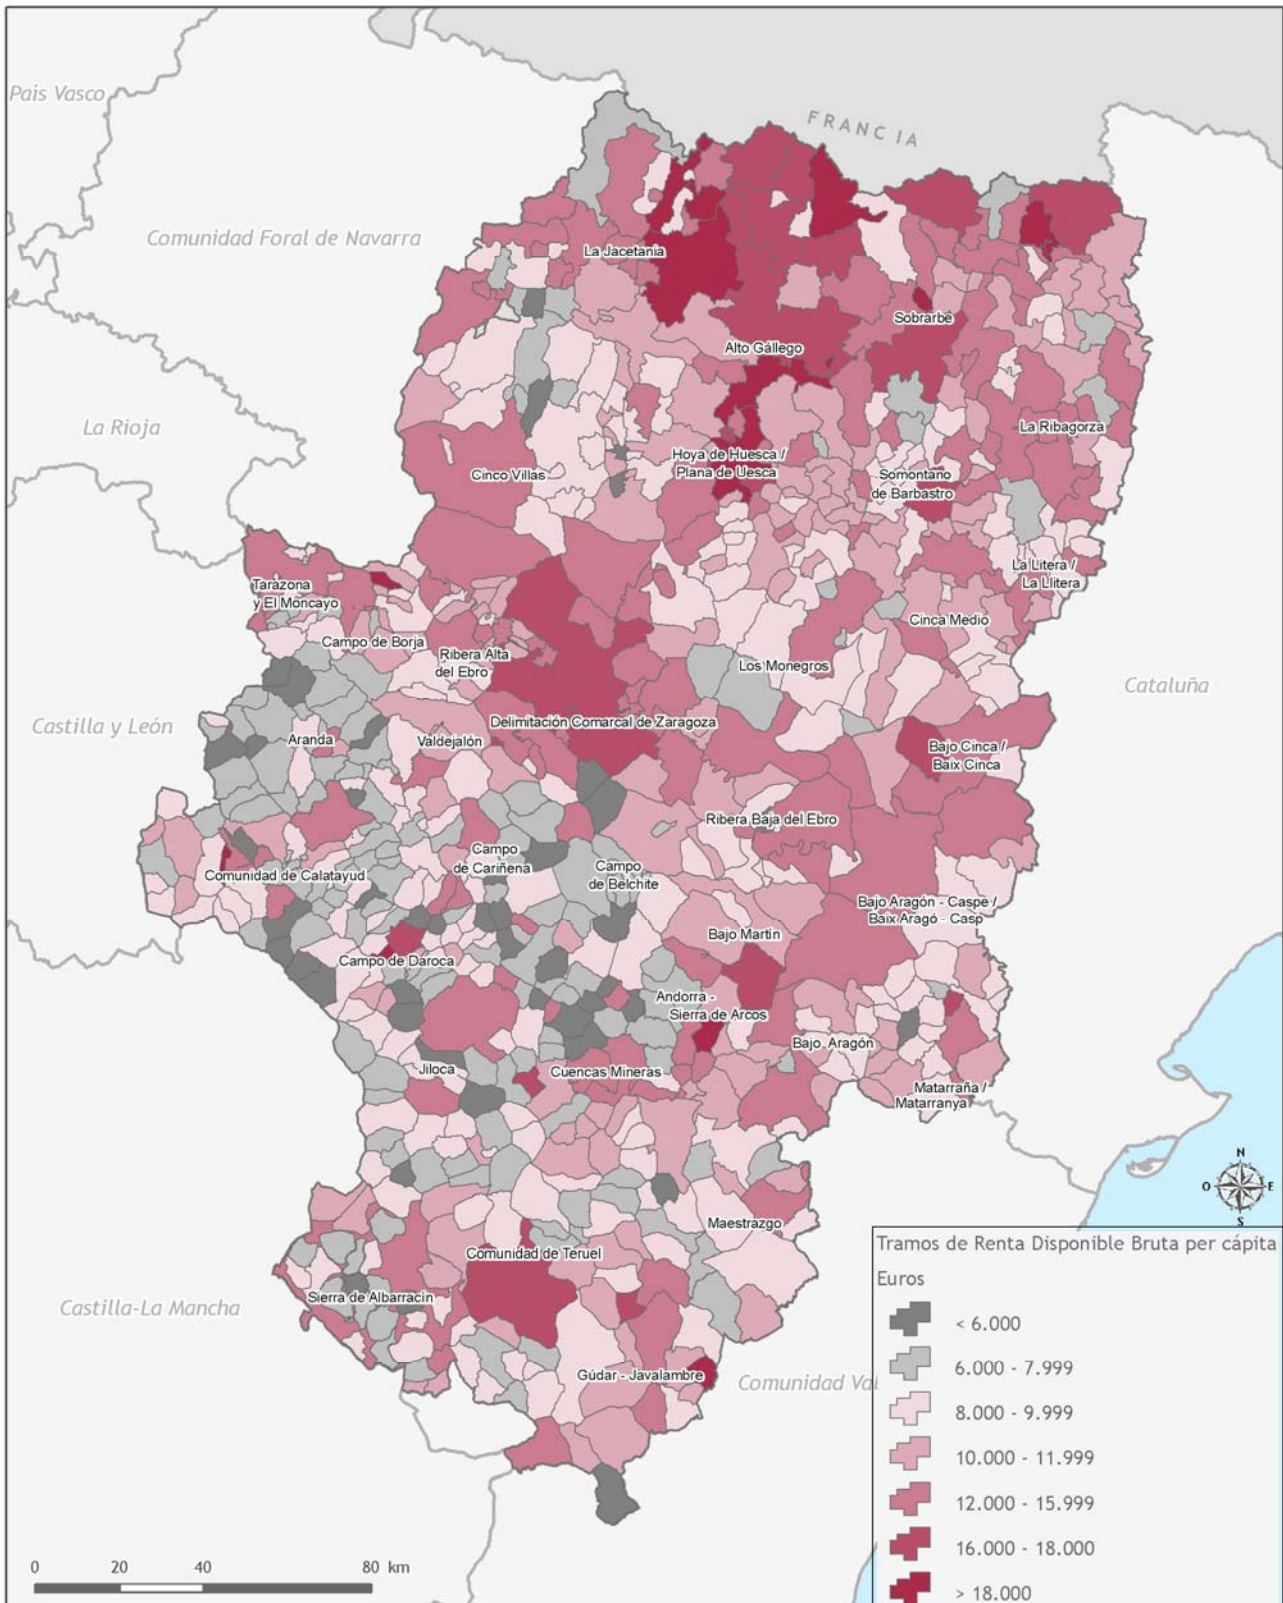 FRANCIA
País Vasco
Comunidad Foral de Navarra
La Jacetania
Sobrarbe
Alto Gállego
La Rioja
La Ribagorza
Hoya de Huesca /
Plana de Uesca
Cinco Villas
Somontano
de Barbastro
La Litera /
La Llitera
Tarazona
y El Moncayo
Cinca Medio
Campo de Borja
Ribera Alta
del Ebro
Los Monegros
Cataluña
Castilla y León
Delimitación Comarcal de Zaragoza
Aranda
Valdejalón
Bajo Cinca /
Baix Cinca
Ribera Baja del Ebro
Campo
de Cariñena
Campo
de Belchite
Comunidad de Calatayud
Bajo Aragón - Caspe /
Baix Aragó - Casp
Bajo Martín
Campo de Daroca
Andorra -
Sierra de Arcos
Bajo Aragón
Jiloca
Cuencas Mineras
Matarraña /
Matarranya
N
O E
S
Maestrazgo
Comunidad de Teruel
Castilla-La Mancha
Sierra de Albarracín
Gúdar - Javalambre
Comunidad Val
Tramos de Renta Disponible Bruta per cápita
Euros
< 6.000
6.000 - 7.999
8.000 - 9.999
10.000 - 11.999
12.000 - 15.999
16.000 - 18.000
> 18.000
0 20 40 80 km